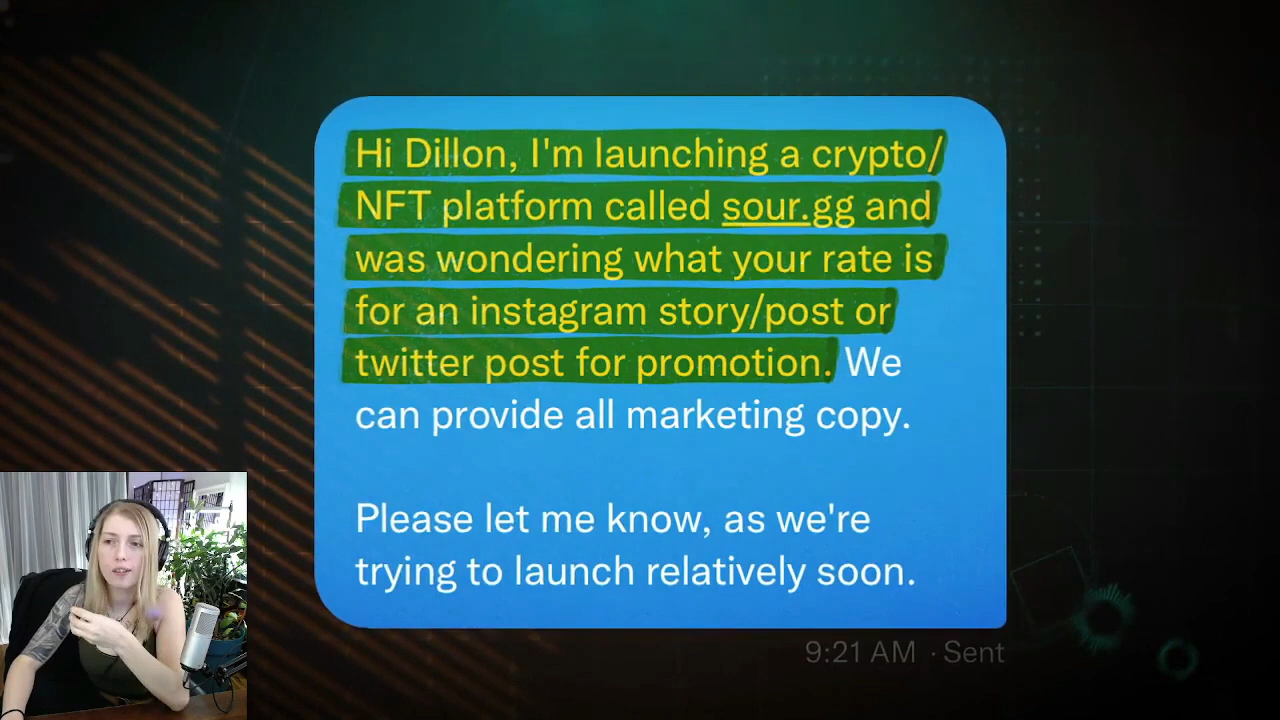 Hi Dillon, I'm launching a crypto/
NFT platform called sour.gg and
was wondering what your rate is
for an instagram story/post or
twitter post for promotion. We
can provide all marketing copy.
Please let me know, as we're
trying to launch relatively soon.
9:21 AM · Sent